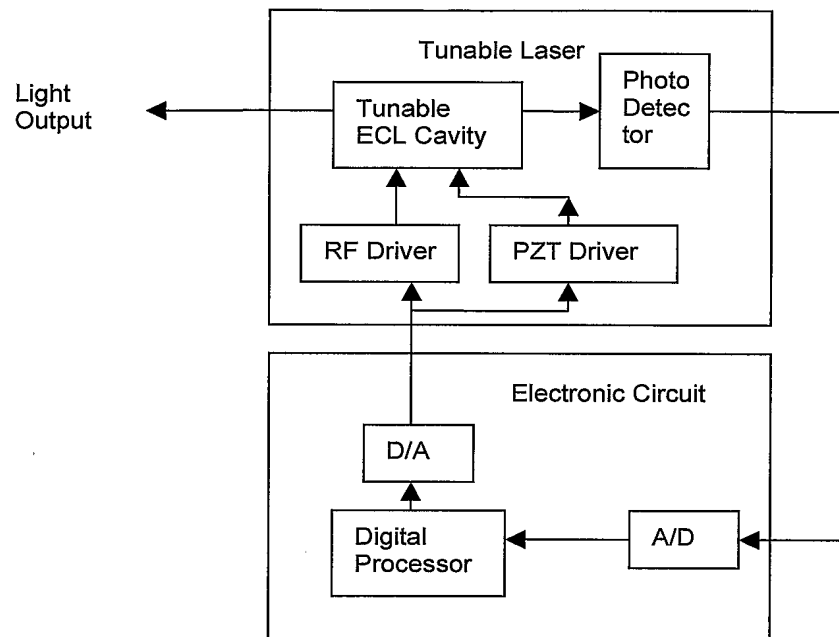 Tunable Laser
Light
Output
Tunable
ECL Cavity
Photo
Detec
tor
RF Driver
PZT Driver
Electronic Circuit
D/A
Digital
Processor
A/D